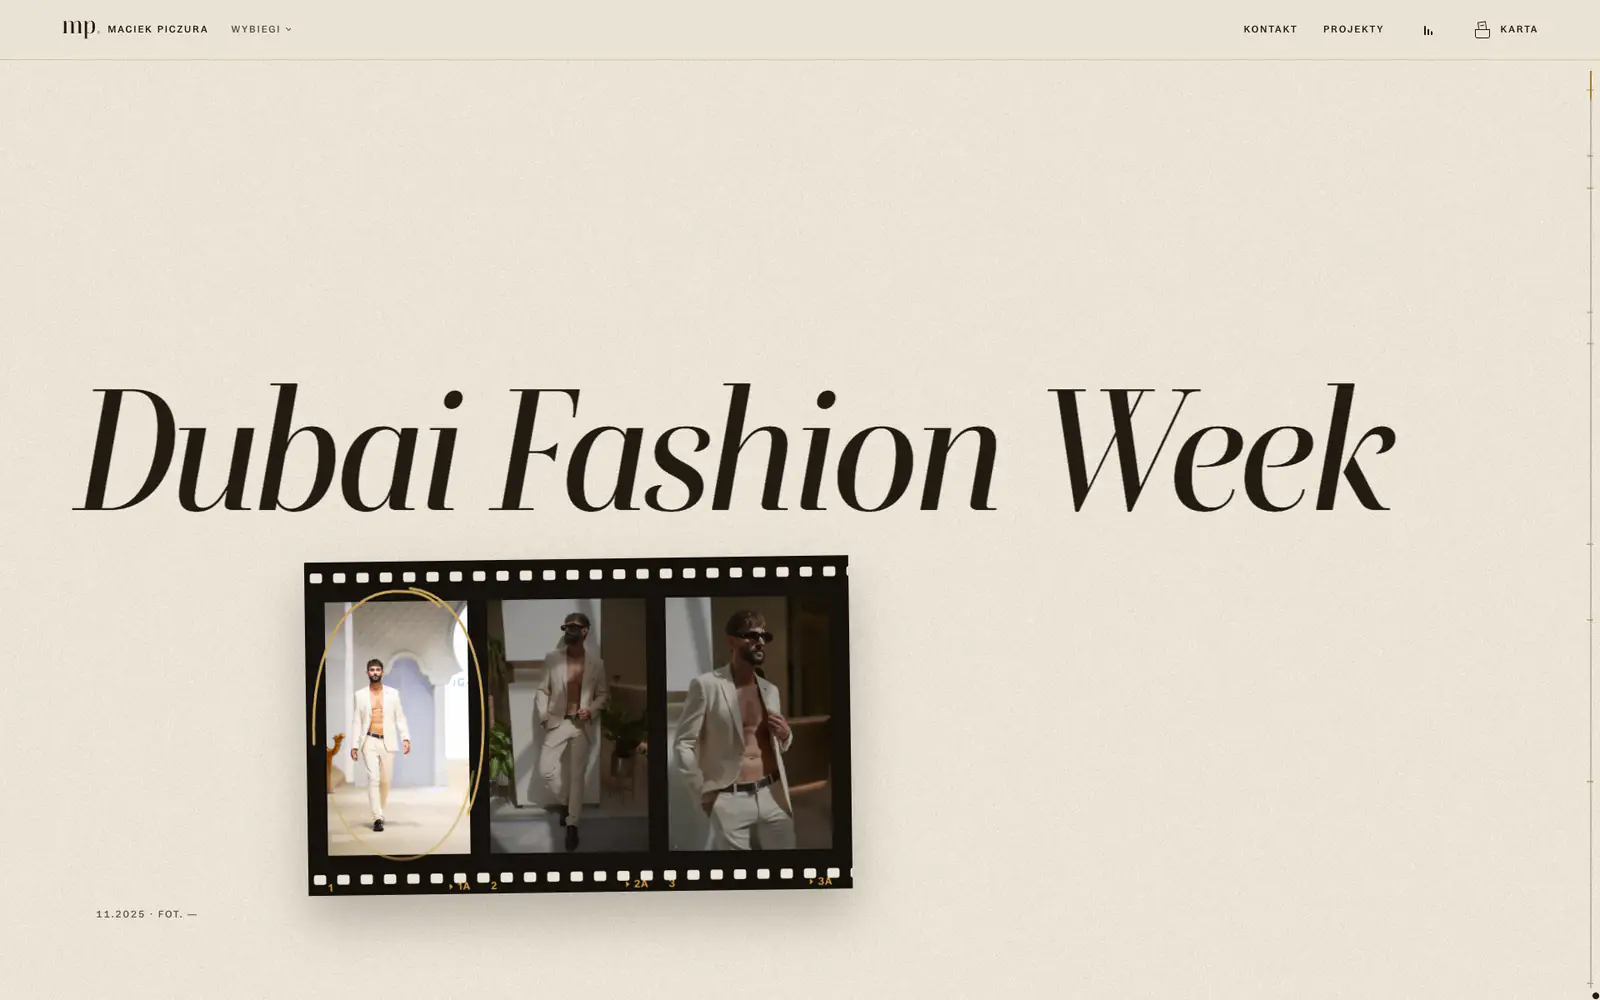 mp. MACIEK PICZURA WYBIEGI
KONTAKT PROJEKTY KARTA
Dubai Fashion Week
1 1A 2 2A 3 3A
11.2025 · FOT. —